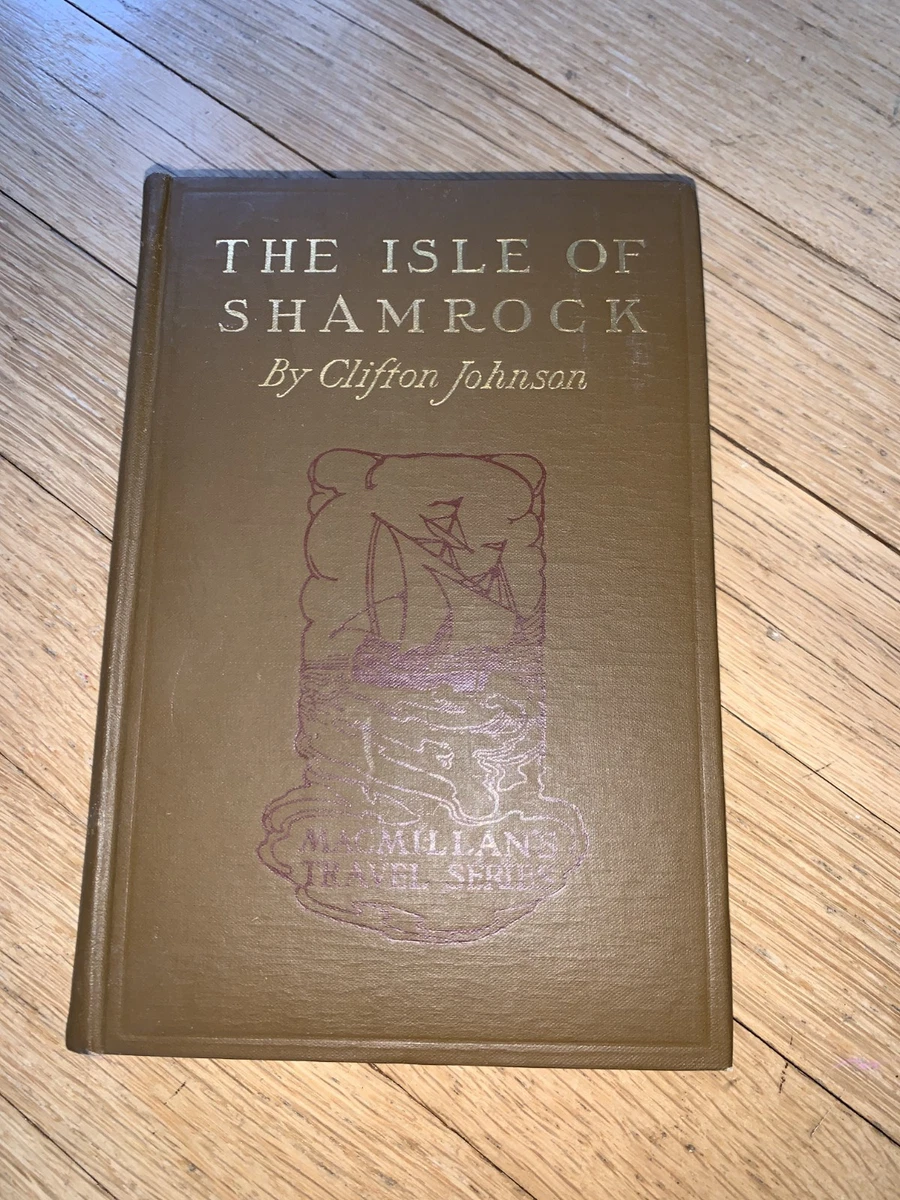 THE ISLE OF
SHAMROCK
By Clifton Johnson
MACMILLAN'S
TRAVEL SERIES